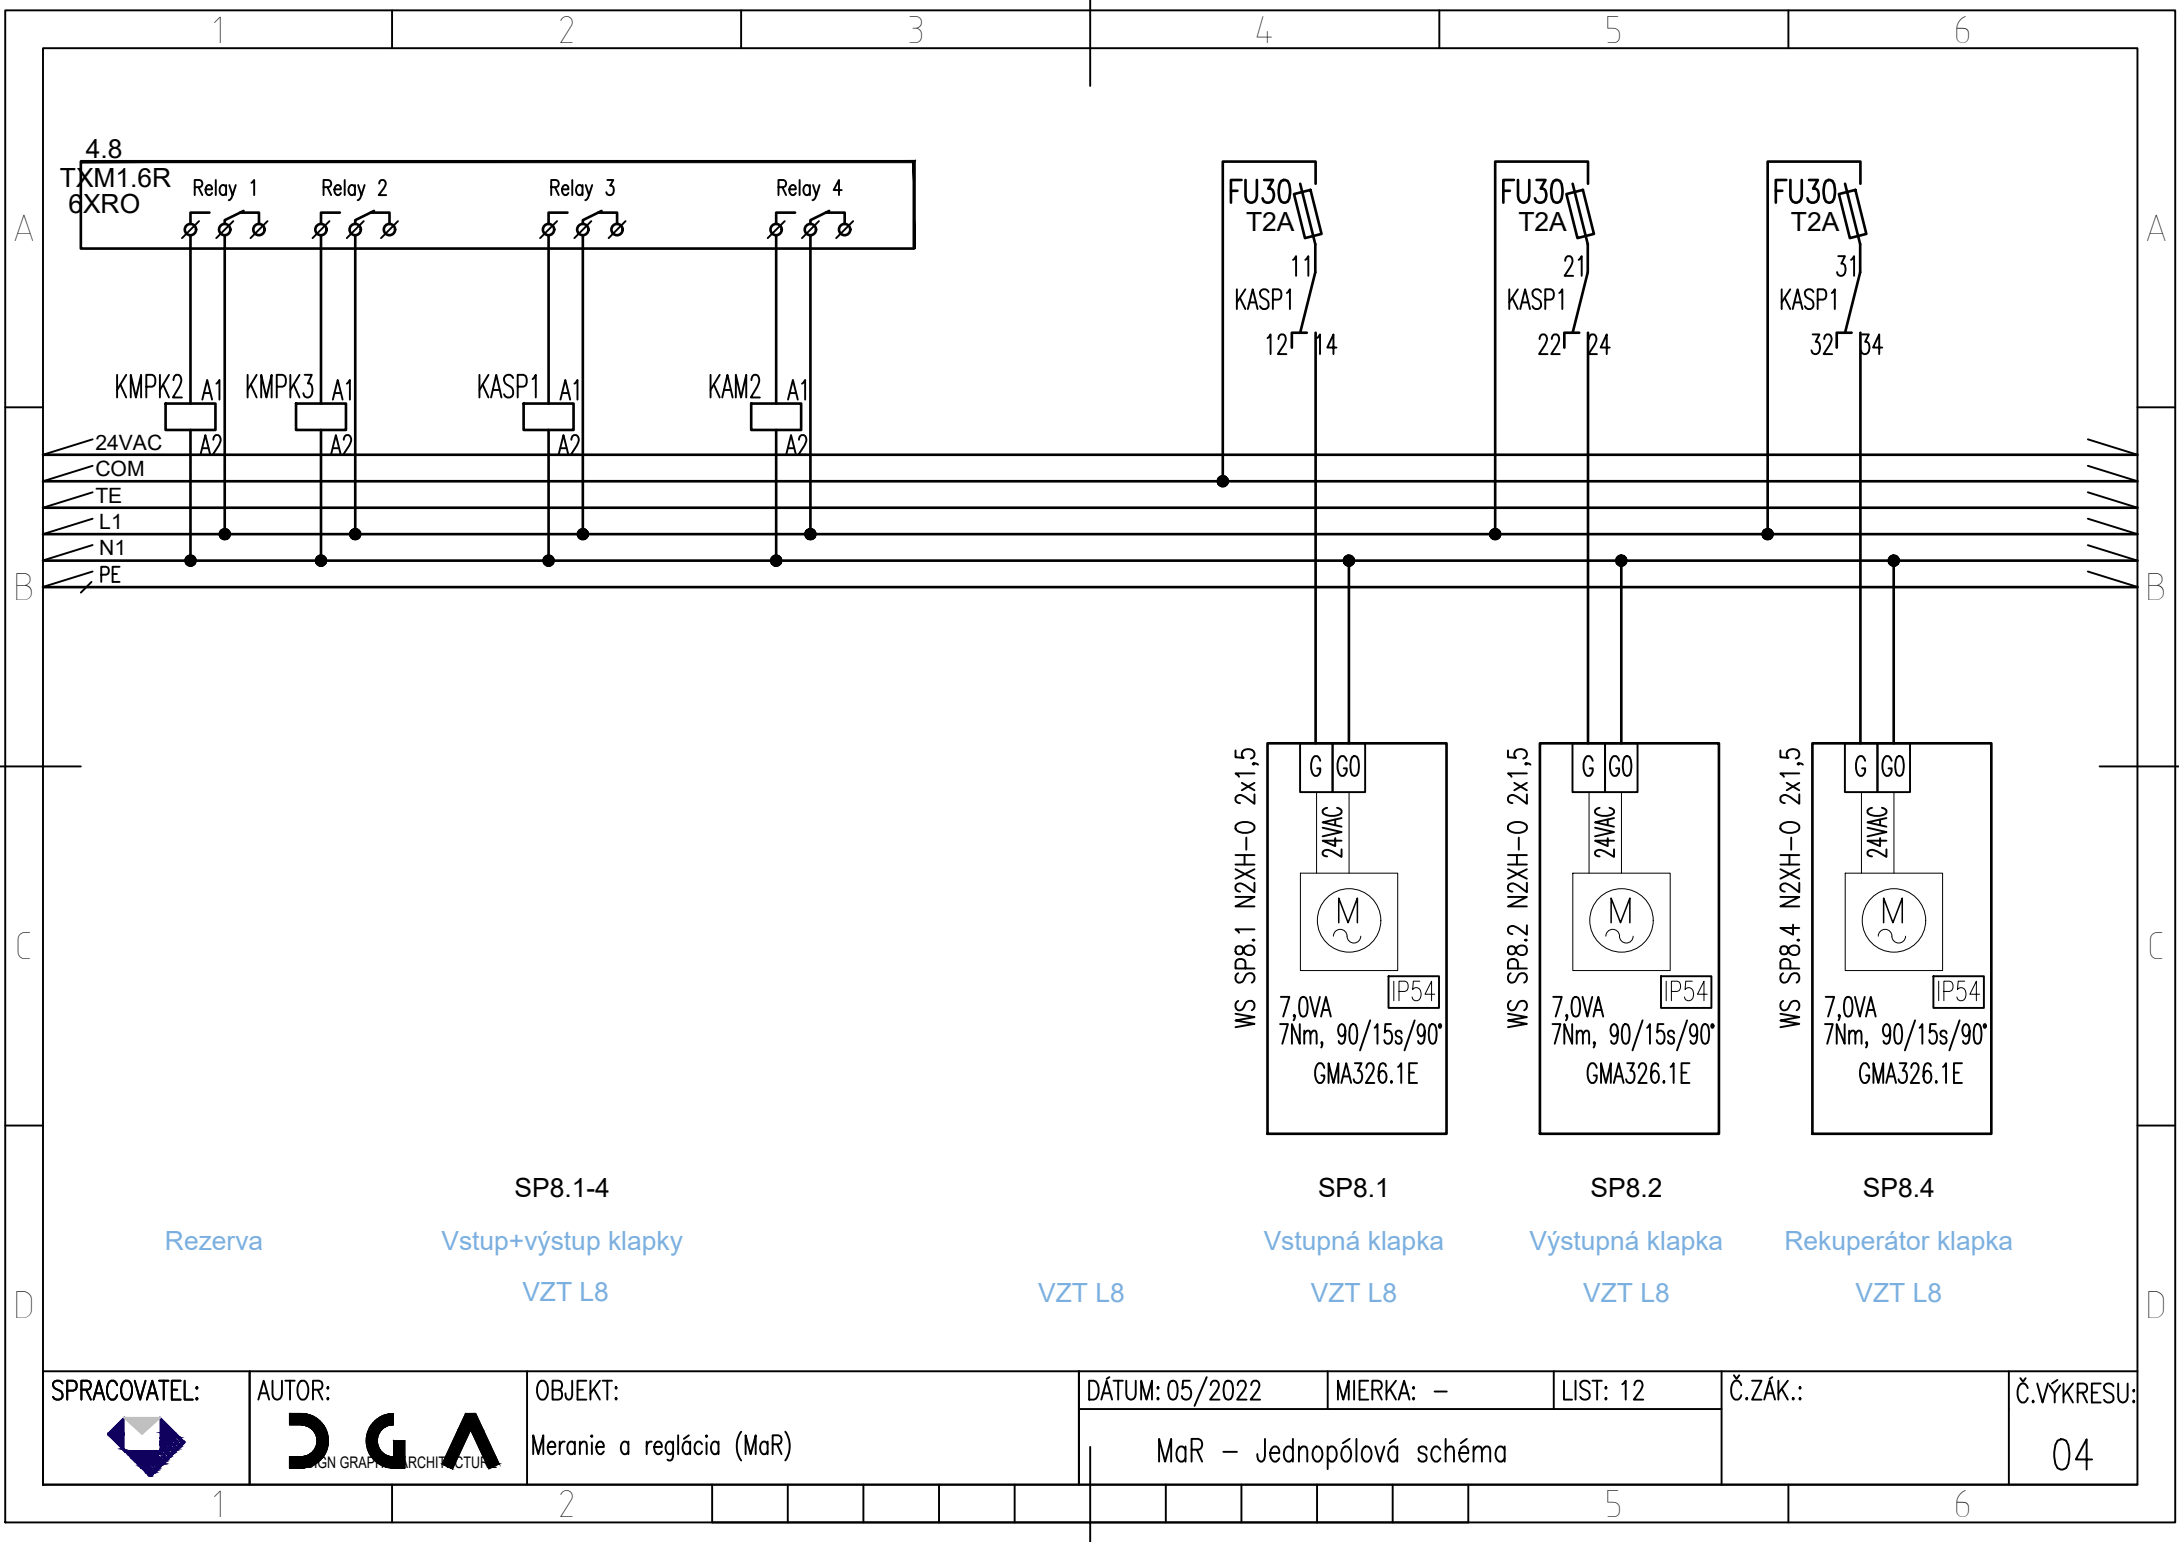 1 2 3 4 5 6
4.8
TXM1.6R
6XRO
Relay 1 Relay 2 Relay 3 Relay 4
FU30 FU30 FU30
T2A T2A T2A
A A
11 21 31
KASP1 KASP1 KASP1
12 14 22 24 32 34
KMPK2 A1 KMPK3 A1 KASP1 A1 KAM2 A1
A2 A2 A2 A2
24VAC
COM
TE
L1
N1
PE
B B
G G0 G G0 G G0
24VAC 24VAC 24VAC
WS SP8.1 N2XH-O 2x1,5
WS SP8.2 N2XH-O 2x1,5
WS SP8.4 N2XH-O 2x1,5
M M M
C C
IP54 IP54 IP54
7,0VA 7,0VA 7,0VA
7Nm, 90/15s/90° 7Nm, 90/15s/90° 7Nm, 90/15s/90°
GMA326.1E GMA326.1E GMA326.1E
SP8.1-4 SP8.1 SP8.2 SP8.4
Rezerva Vstup+výstup klapky Vstupná klapka Výstupná klapka Rekuperátor klapka
VZT L8 VZT L8 VZT L8 VZT L8 VZT L8
D D
SPRACOVATEL: AUTOR: OBJEKT: DÁTUM: 05/2022 MIERKA: – LIST: 12 Č.ZÁK.: Č.VÝKRESU:
DGA
Meranie a reglácia (MaR) MaR – Jednopólová schéma 04
1 2 5 6